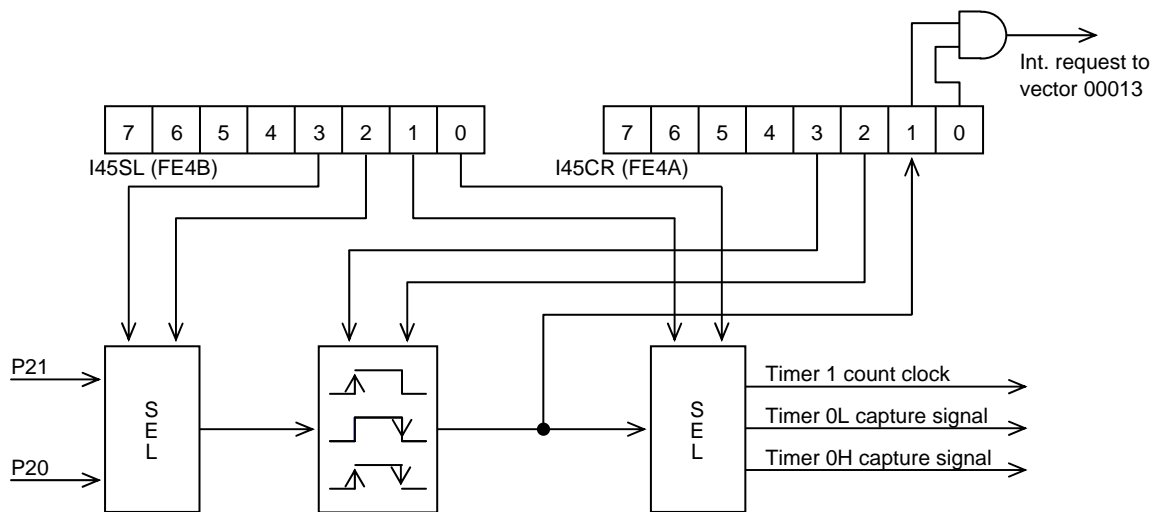 Int. request to
vector 00013
7 6 5 4 3 2 1 0
7 6 5 4 3 2 1 0
I45SL (FE4B)
I45CR (FE4A)
P21
P20
SEL
SEL
Timer 1 count clock
Timer 0L capture signal
Timer 0H capture signal